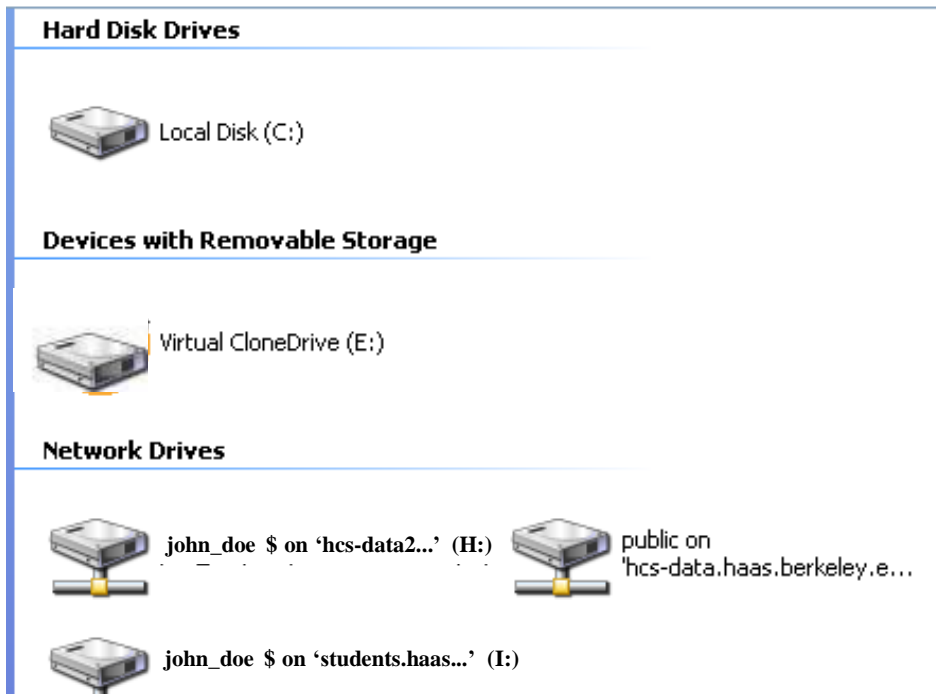 Hard Disk Drives
Local Disk (C:)
Devices with Removable Storage
Virtual CloneDrive (E:)
Network Drives
john_doe $ on ‘hcs-data2...’ (H:)
public on
'hcs-data.haas.berkeley.e...
john_doe $ on ‘students.haas...’ (I:)